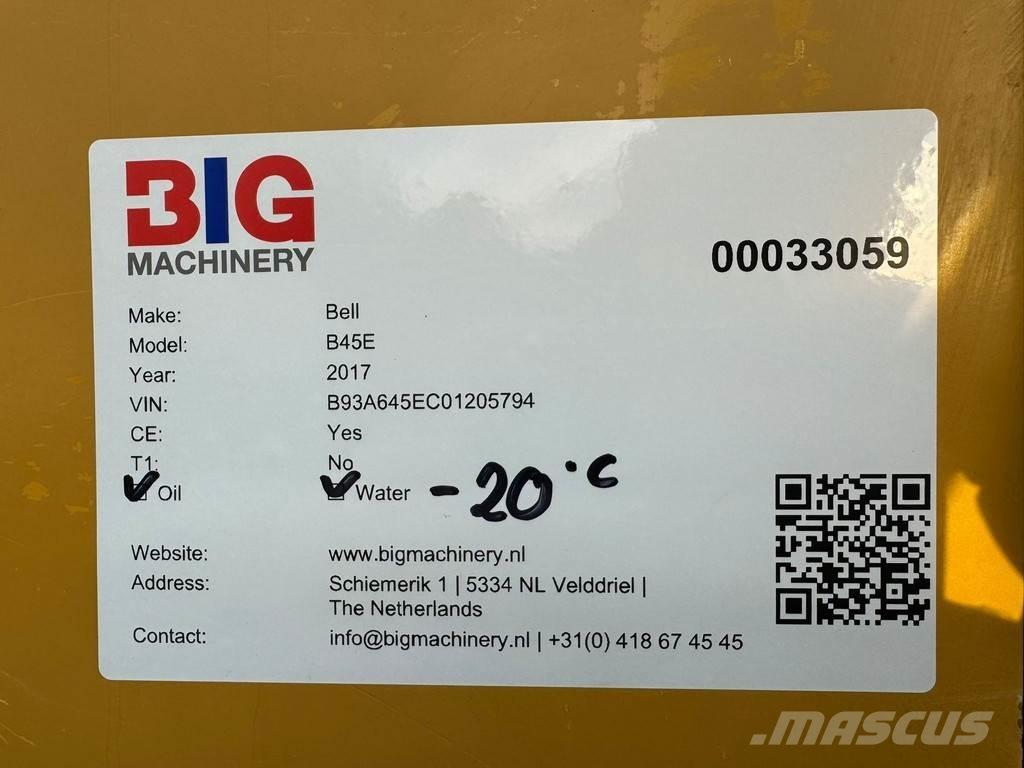 BIG
MACHINERY
00033059
Make: Bell
Model: B45E
Year: 2017
VIN: B93A645EC01205794
CE: Yes
T1: No
Oil Water -20°C
Website: www.bigmachinery.nl
Address: Schiemerik 1 | 5334 NL Velddriel |
The Netherlands
Contact: info@bigmachinery.nl | +31(0) 418 67 45 45
.MASCUS